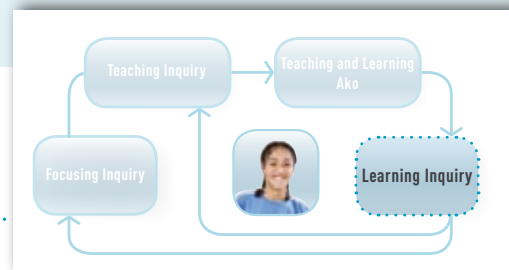 Teaching Inquiry
Teaching and Learning
Ako
Focusing Inquiry
Learning Inquiry